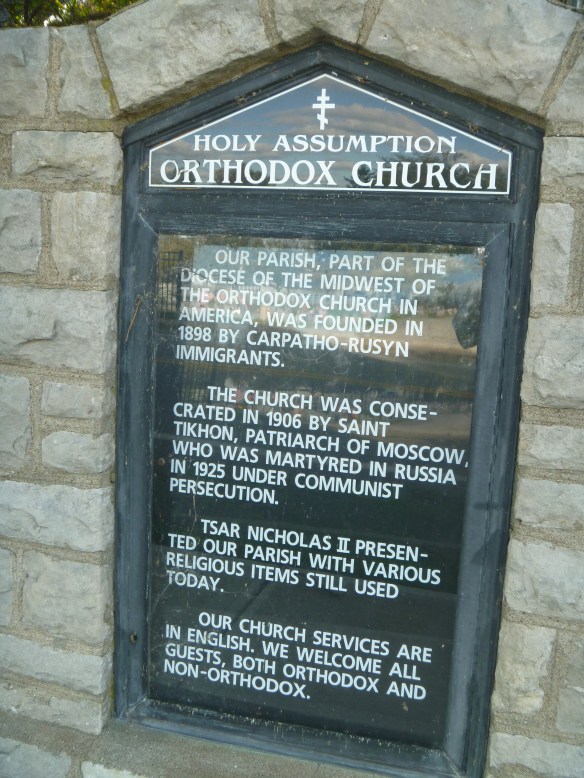 HOLY ASSUMPTION
ORTHODOX CHURCH
OUR PARISH, PART OF THE
DIOCESE OF THE MIDWEST OF
THE ORTHODOX CHURCH IN
AMERICA, WAS FOUNDED IN
1898 BY CARPATHO-RUSYN
IMMIGRANTS.
THE CHURCH WAS CONSE-
CRATED IN 1906 BY SAINT
TIKHON, PATRIARCH OF MOSCOW,
WHO WAS MARTYRED IN RUSSIA
IN 1925 UNDER COMMUNIST
PERSECUTION.
TSAR NICHOLAS II PRESEN-
TED OUR PARISH WITH VARIOUS
RELIGIOUS ITEMS STILL USED
TODAY.
OUR CHURCH SERVICES ARE
IN ENGLISH. WE WELCOME ALL
GUESTS, BOTH ORTHODOX AND
NON-ORTHODOX.